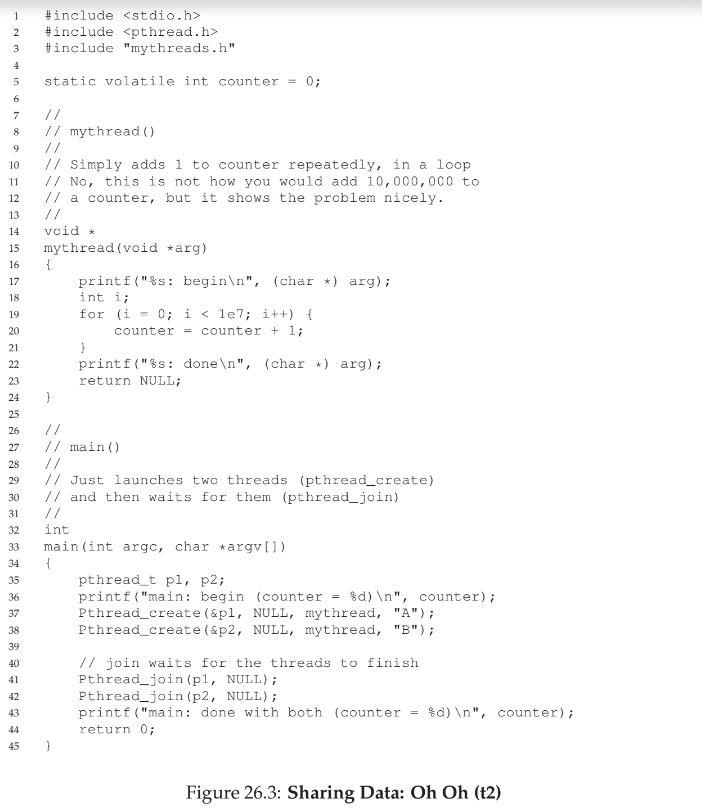 1 #include <stdio.h>
2 #include <pthread.h>
3 #include "mythreads.h"
4
5 static volatile int counter = 0;
6
7 //
8 // mythread()
9 //
10 // Simply adds 1 to counter repeatedly, in a loop
11 // No, this is not how you would add 10,000,000 to
12 // a counter, but it shows the problem nicely.
13 //
14 void *
15 mythread(void *arg)
16 {
17     printf("%s: begin\n", (char *) arg);
18     int i;
19     for (i = 0; i < 1e7; i++) {
20         counter = counter + 1;
21     }
22     printf("%s: done\n", (char *) arg);
23     return NULL;
24 }
25
26 //
27 // main()
28 //
29 // Just launches two threads (pthread_create)
30 // and then waits for them (pthread_join)
31 //
32 int
33 main(int argc, char *argv[])
34 {
35     pthread_t p1, p2;
36     printf("main: begin (counter = %d)\n", counter);
37     Pthread_create(&p1, NULL, mythread, "A");
38     Pthread_create(&p2, NULL, mythread, "B");
39
40     // join waits for the threads to finish
41     Pthread_join(p1, NULL);
42     Pthread_join(p2, NULL);
43     printf("main: done with both (counter = %d)\n", counter);
44     return 0;
45 }
Figure 26.3: Sharing Data: Oh Oh (t2)